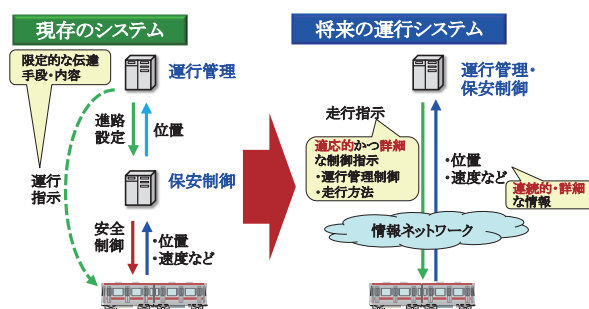 現存のシステム
限定的な伝達
手段・内容
運行管理
進路
設定
位置
保安制御
運行
指示
安全
制御
・位置
・速度など
将来の運行システム
運行管理・
保安制御
走行指示
適応的かつ詳細
な制御指示
・運行管理制御
・走行方法
・位置
・速度など
連続的・詳細
な情報
情報ネットワーク